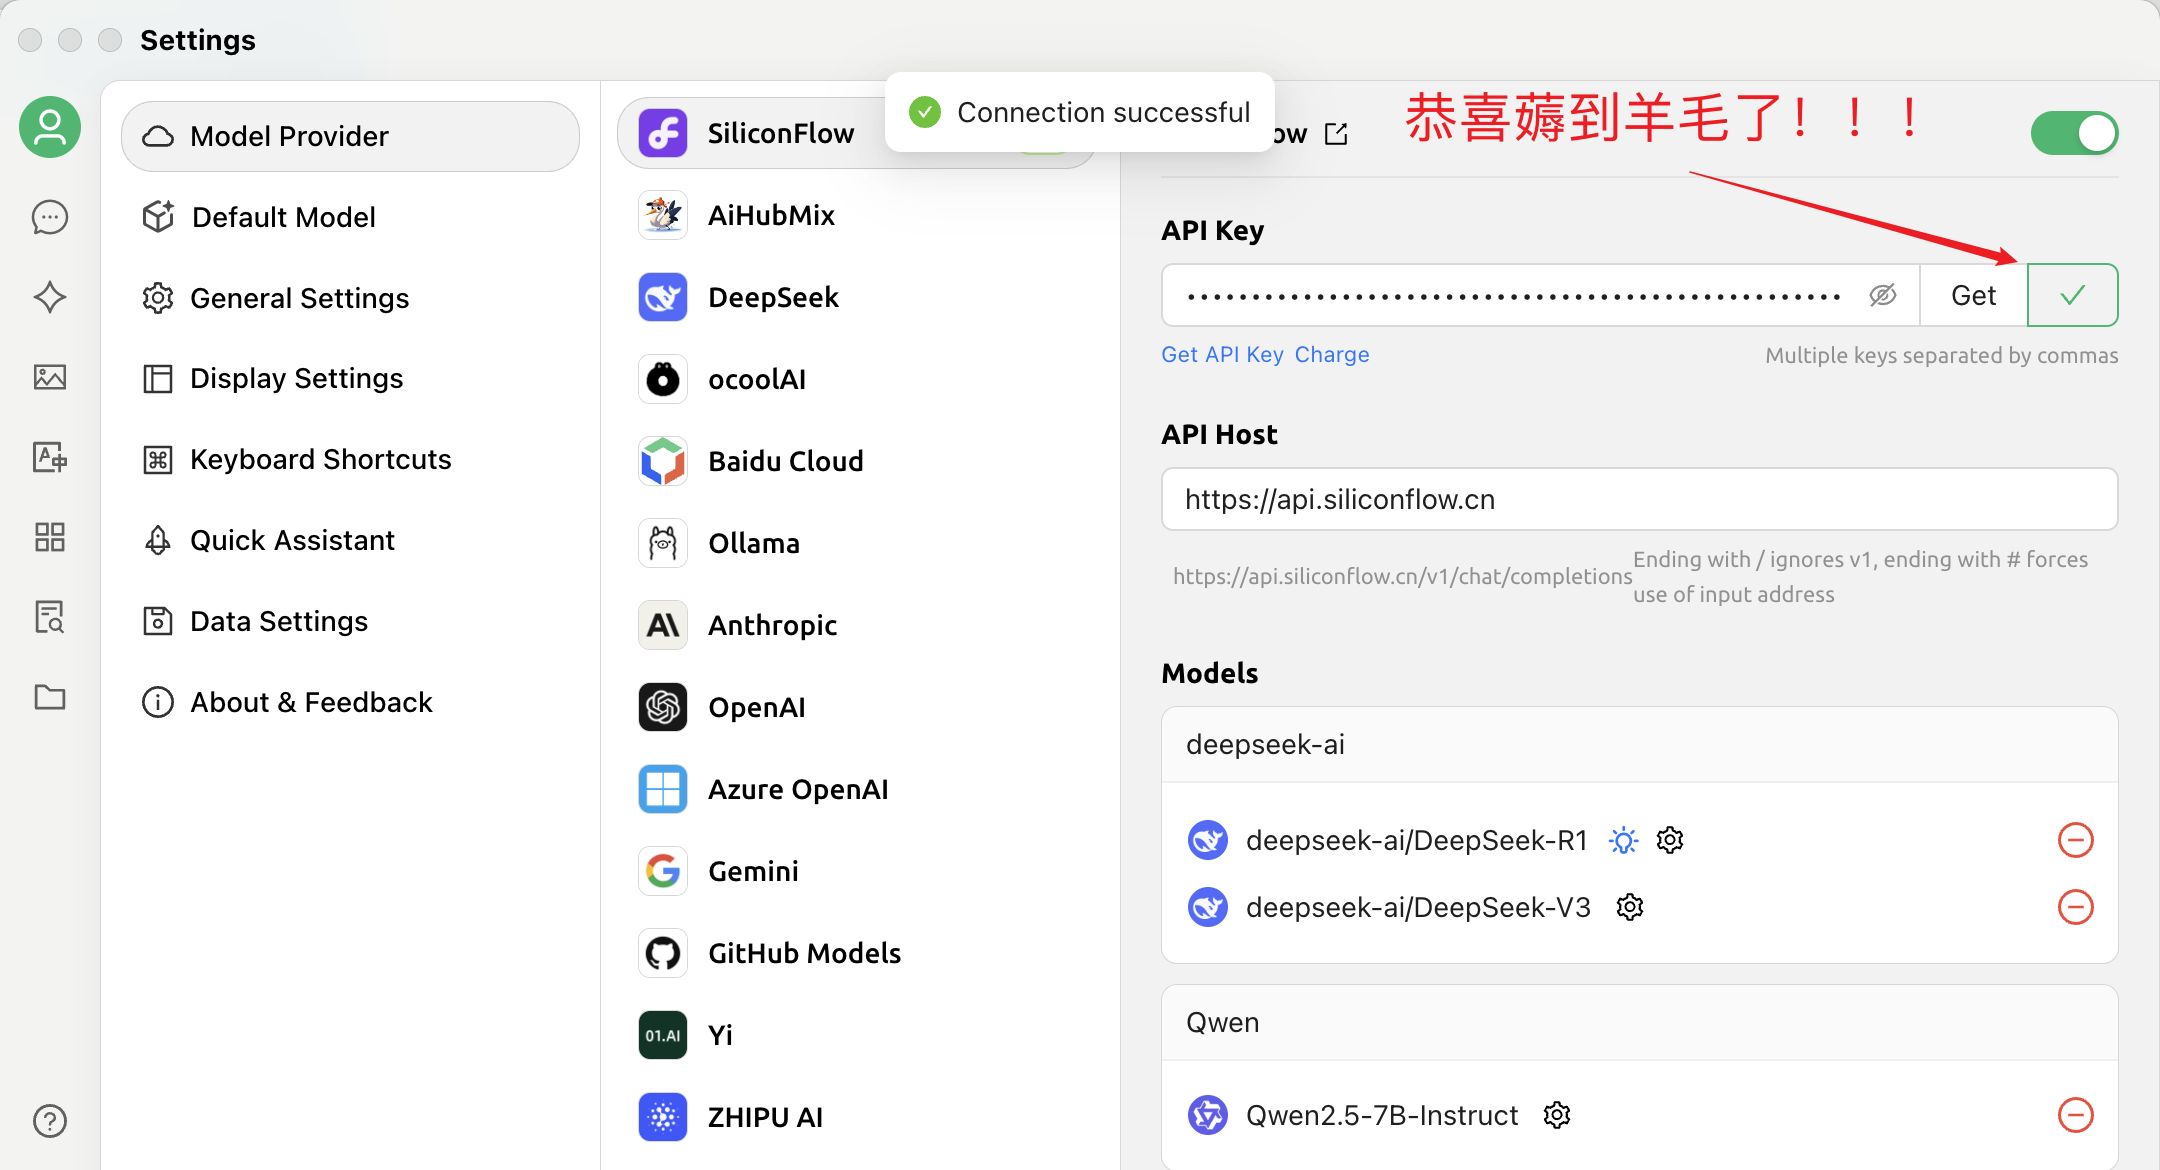 Settings
Model Provider
Default Model
General Settings
Display Settings
Keyboard Shortcuts
Quick Assistant
Data Settings
About & Feedback
SiliconFlow
AiHubMix
DeepSeek
ocoolAI
Baidu Cloud
Ollama
Anthropic
OpenAI
Azure OpenAI
Gemini
GitHub Models
01.AI
Yi
ZHIPU AI
Connection successful
ow
恭喜薅到羊毛了！！！
API Key
Get
Get API Key Charge
Multiple keys separated by commas
API Host
https://api.siliconflow.cn
https://api.siliconflow.cn/v1/chat/completions
Ending with / ignores v1, ending with # forces
use of input address
Models
deepseek-ai
deepseek-ai/DeepSeek-R1
deepseek-ai/DeepSeek-V3
Qwen
Qwen2.5-7B-Instruct